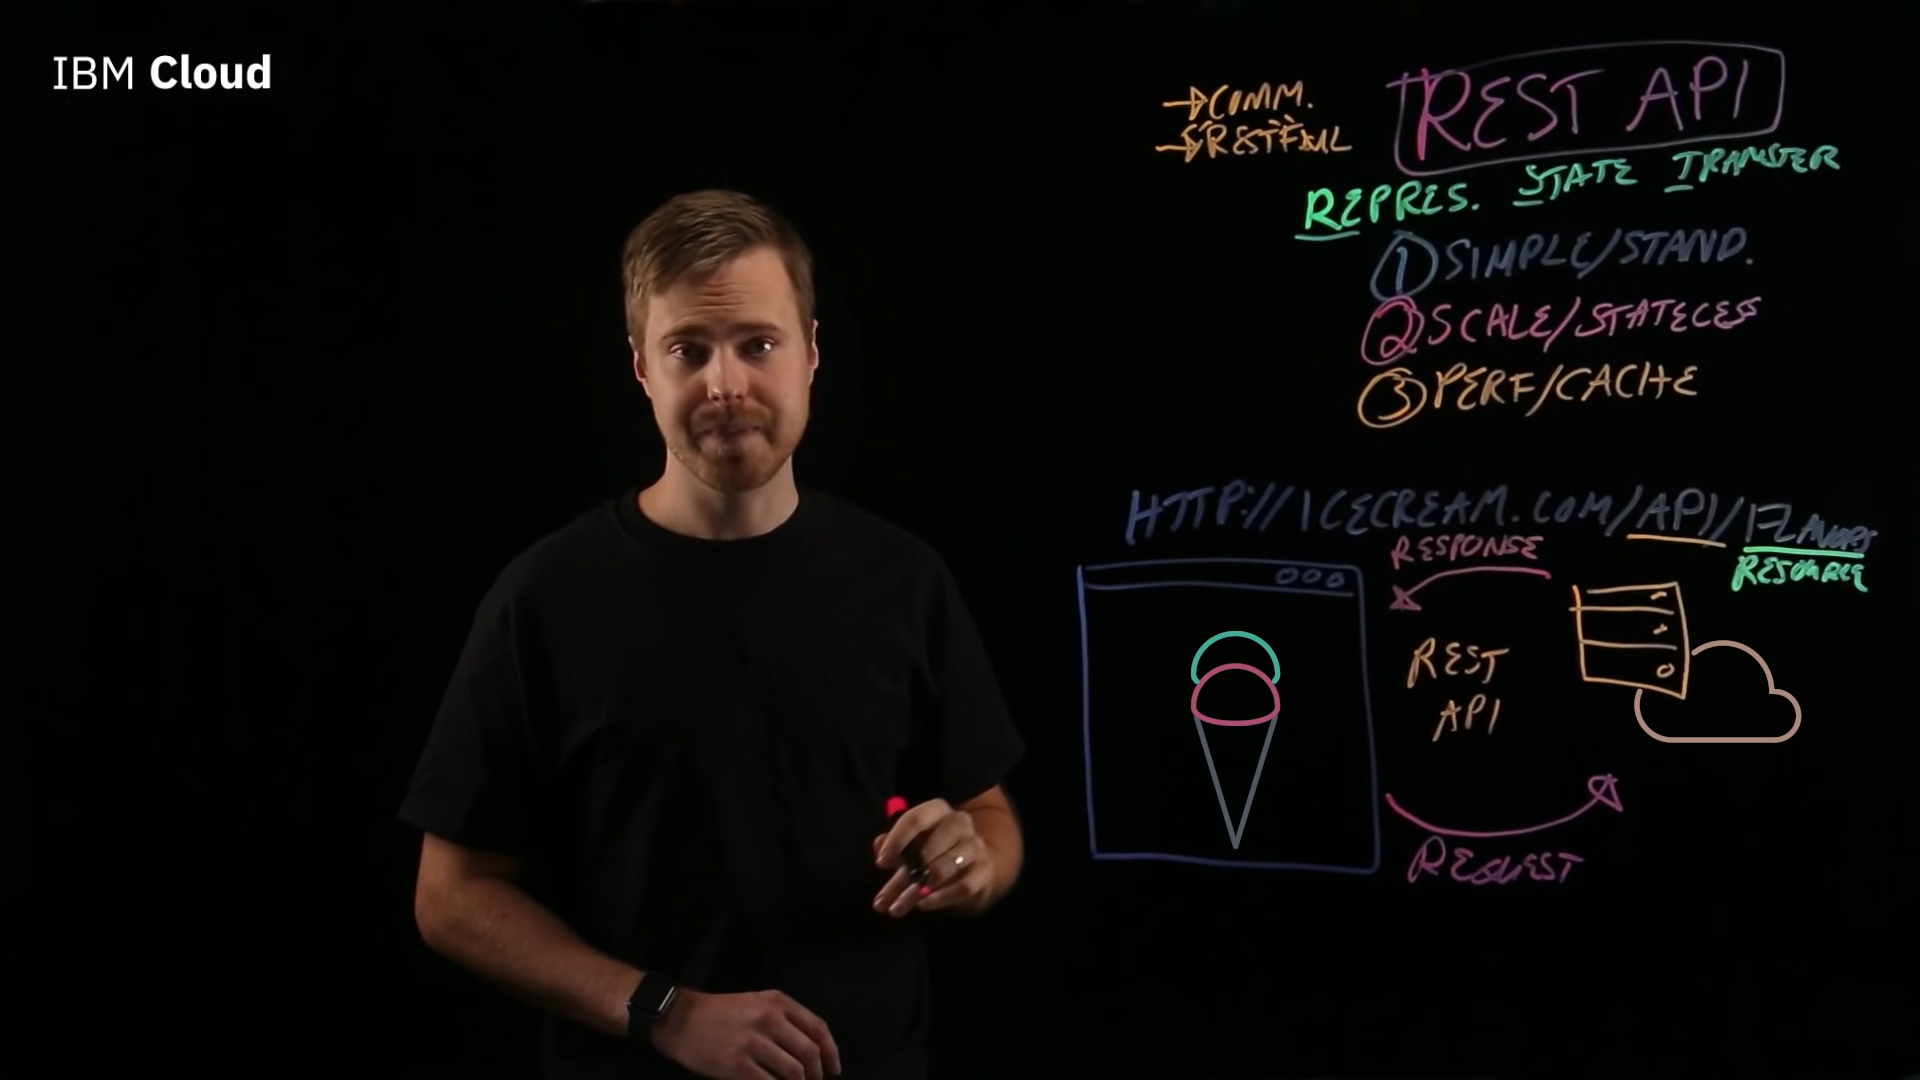 IBM Cloud
→COMM.
→RESTFUL
REST API
REPRES. STATE TRANSFER
1 SIMPLE/STAND.
2 SCALE/STATELESS
3 PERF/CACHE
HTTP://ICECREAM.COM/API/FLAVORS
RESPONSE
RESOURCE
REST
API
REQUEST